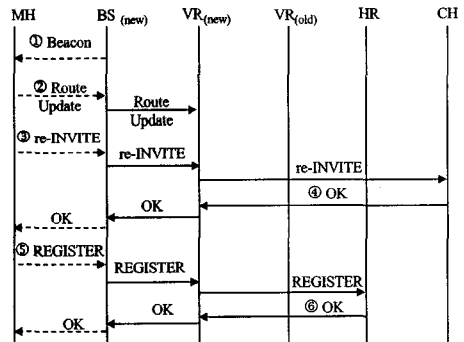 MH BS (new) VR(new) VR(old) HR CH
① Beacon
② Route
Update
Route
Update
③ re-INVITE
re-INVITE
re-INVITE
④ OK
OK
OK
⑤ REGISTER
REGISTER
REGISTER
⑥ OK
OK
OK